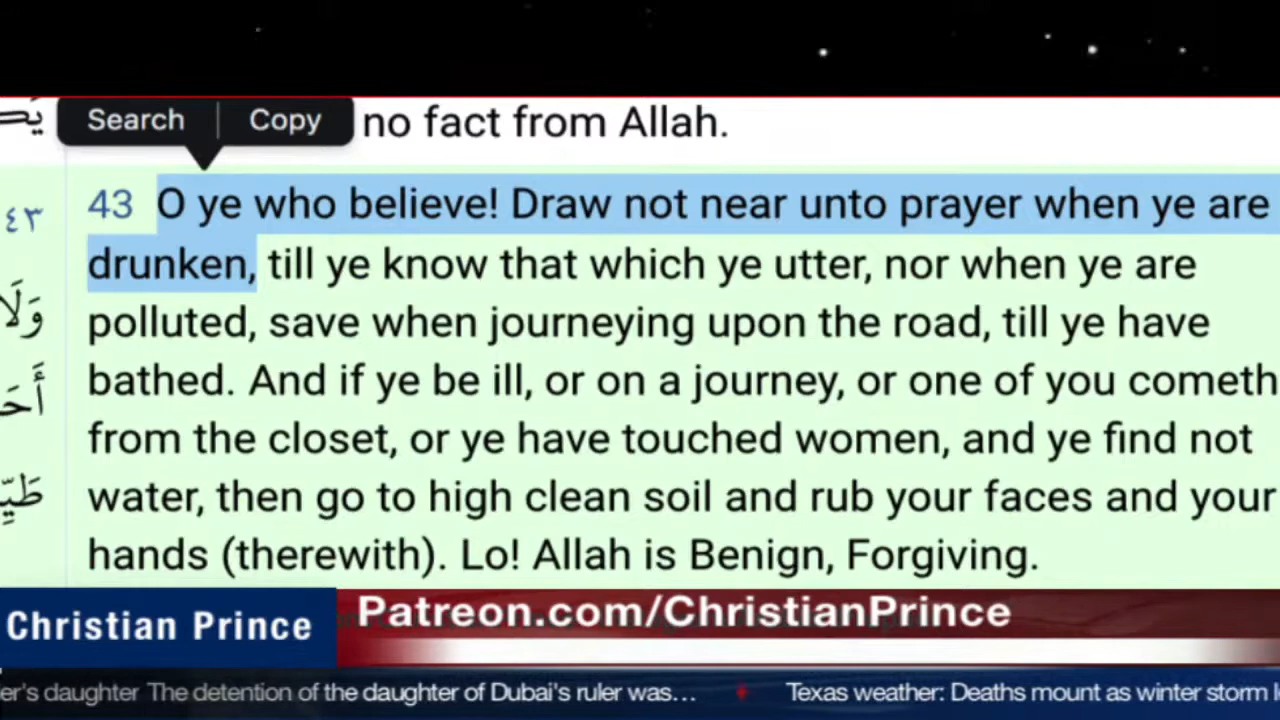 Search
Copy
no fact from Allah.
43 O ye who believe! Draw not near unto prayer when ye are
drunken, till ye know that which ye utter, nor when ye are
polluted, save when journeying upon the road, till ye have
bathed. And if ye be ill, or on a journey, or one of you cometh
from the closet, or ye have touched women, and ye find not
water, then go to high clean soil and rub your faces and your
hands (therewith). Lo! Allah is Benign, Forgiving.
٤٣
وَلَا
Christian Prince
Patreon.com/ChristianPrince
er's daughter The detention of the daughter of Dubai's ruler was...
Texas weather: Deaths mount as winter storm